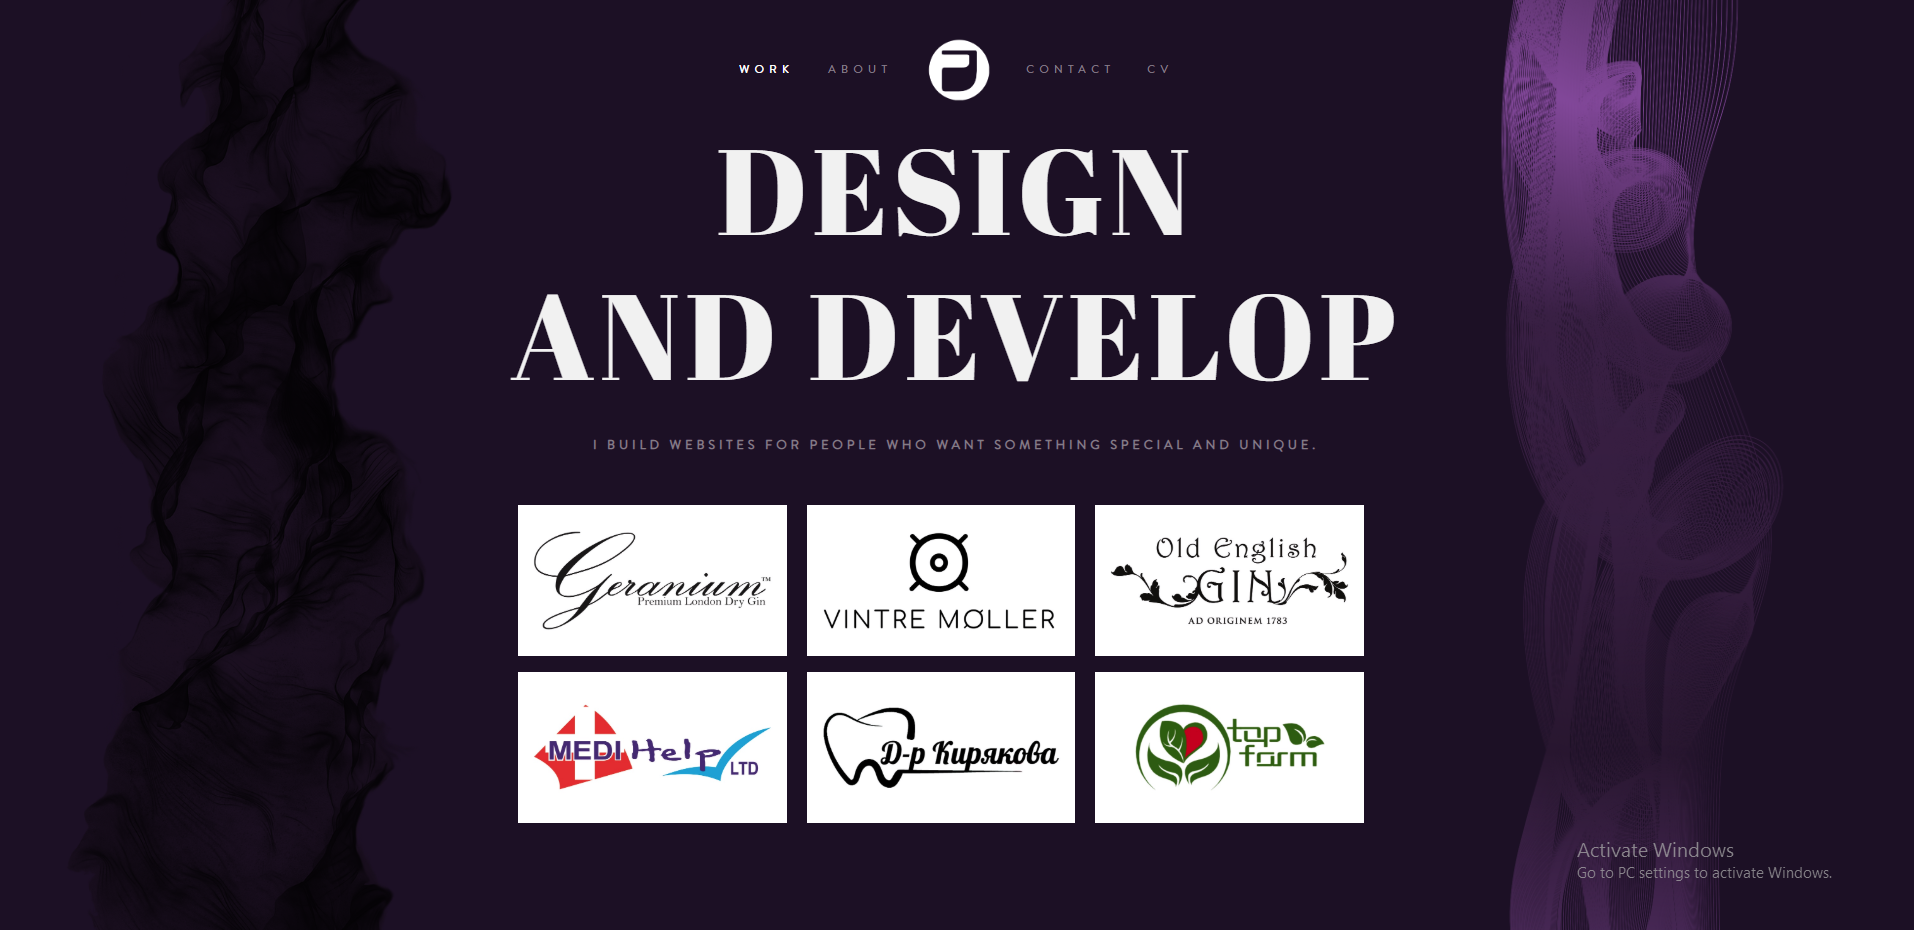 WORK ABOUT CONTACT CV
DESIGN
AND DEVELOP
I BUILD WEBSITES FOR PEOPLE WHO WANT SOMETHING SPECIAL AND UNIQUE.
Geranium™
Premium London Dry Gin
VINTRE MØLLER
Old English
GIN
AD ORIGINEM 1783
MEDI Help LTD
Д-р Кирякова
top
farm
Activate Windows
Go to PC settings to activate Windows.